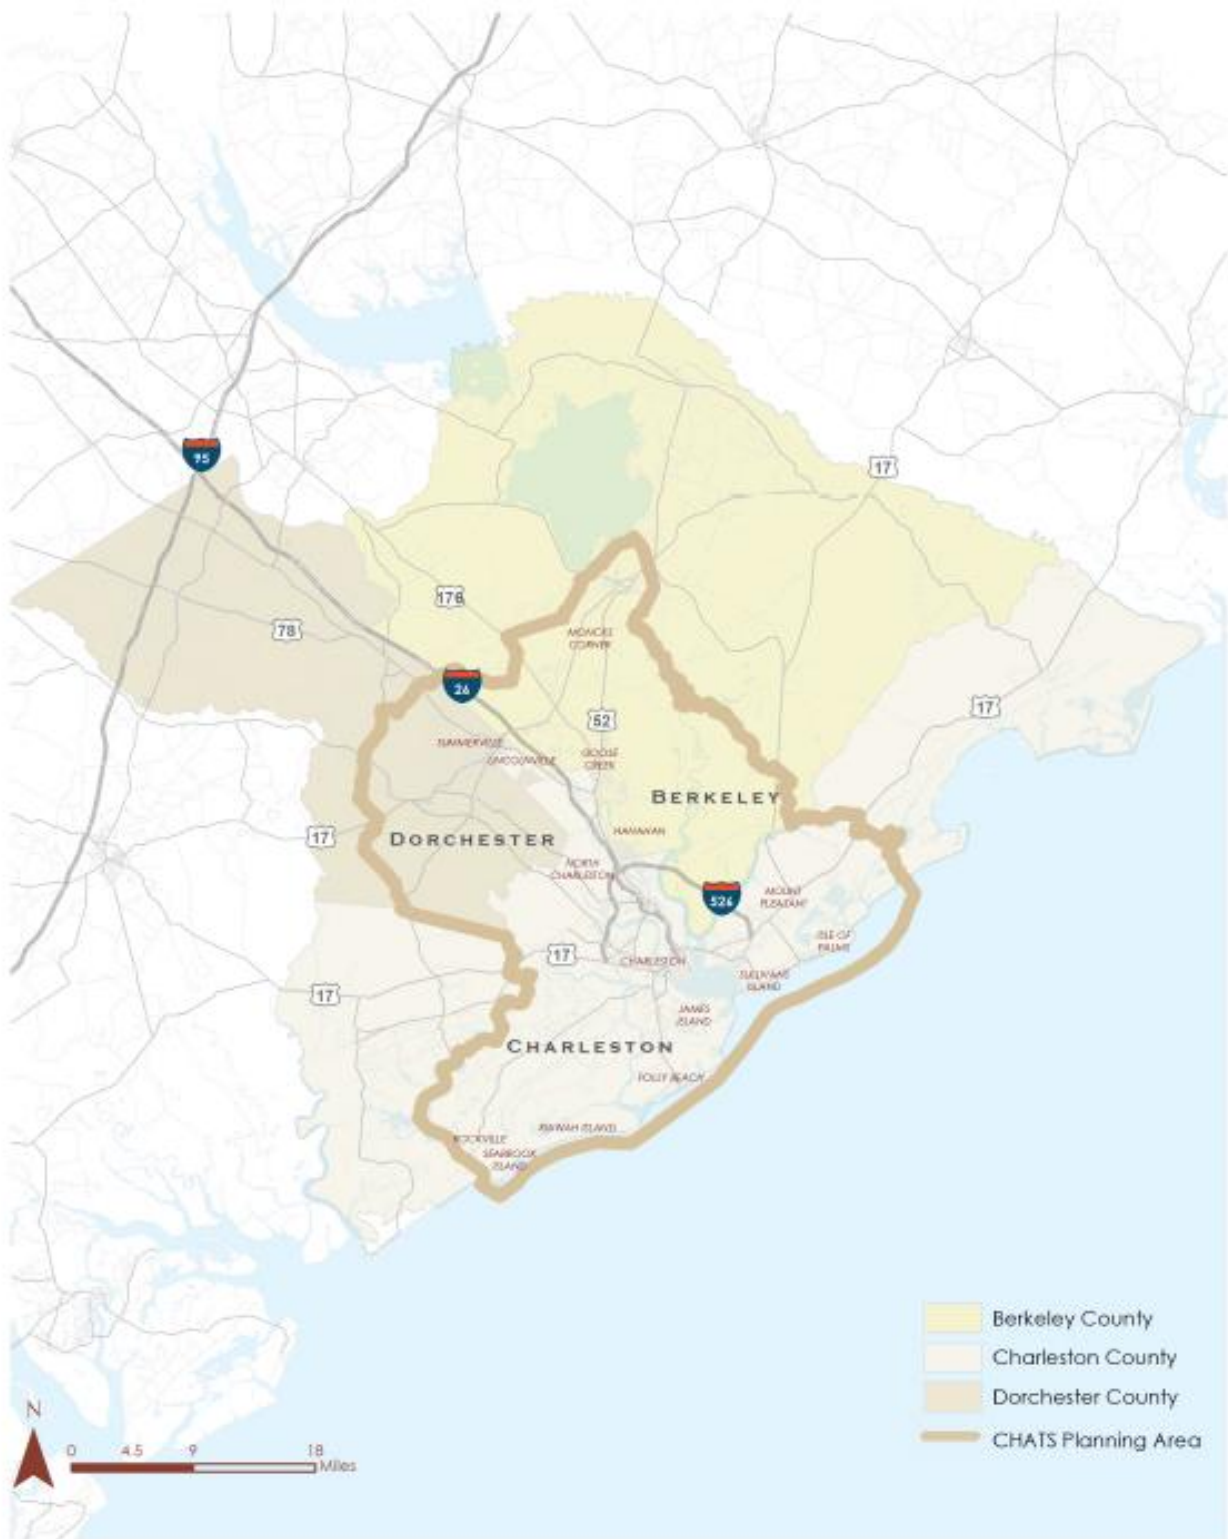 95
17
176
78
MONCKS
CORNER
26
52
17
SUMMERVILLE
LINCOLNVILLE
GOOSE
CREEK
BERKELEY
17
DORCHESTER
HANAHAN
NORTH
CHARLESTON
526
MOUNT
PLEASANT
ISLE OF
PALMS
17
CHARLESTON
SULLIVANS
ISLAND
17
JAMES
ISLAND
CHARLESTON
FOLLY BEACH
KIAWAH ISLAND
ROCKVILLE
SEABROOK
ISLAND
Berkeley County
Charleston County
Dorchester County
CHATS Planning Area
N
0 4.5 9 18
Miles